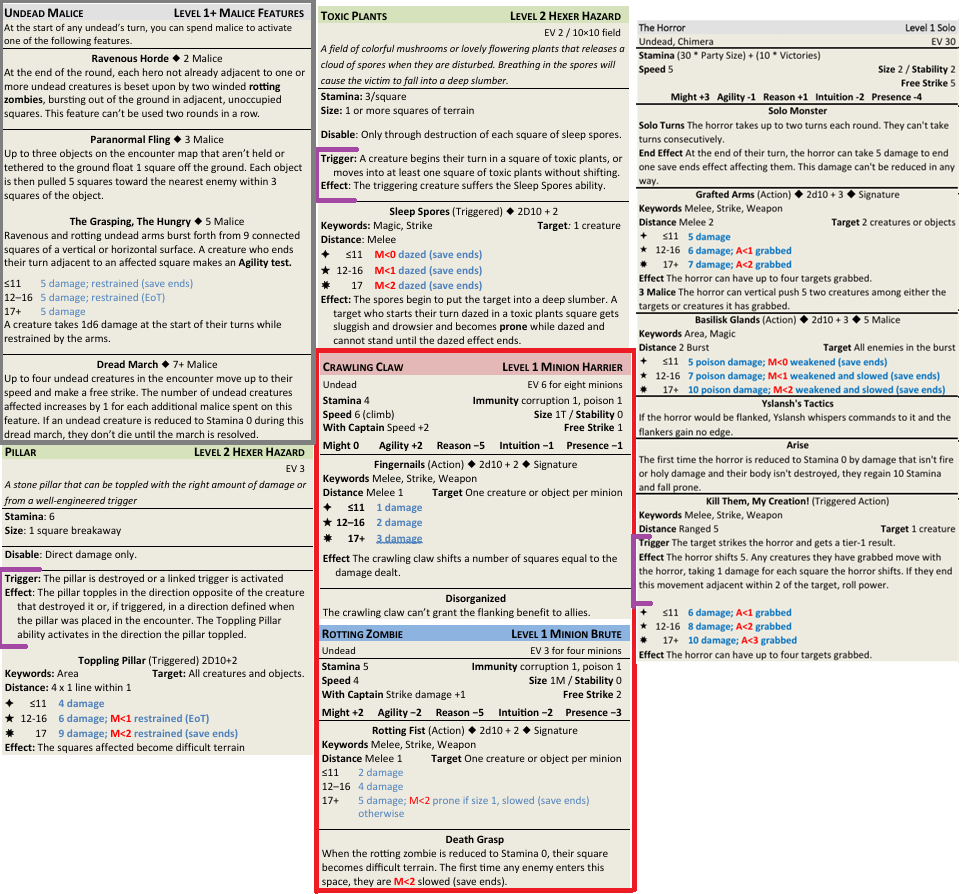 UNDEAD MALICE LEVEL 1+ MALICE FEATURES
At the start of any undead's turn, you can spend malice to activate
one of the following features.
Ravenous Horde ◆ 2 Malice
At the end of the round, each hero not already adjacent to one or
more undead creatures is beset upon by two winded rotting
zombies, bursting out of the ground in adjacent, unoccupied
squares. This feature can't be used two rounds in a row.
Paranormal Fling ◆ 3 Malice
Up to three objects on the encounter map that aren't held or
tethered to the ground float 1 square off the ground. Each object
is then pulled 5 squares toward the nearest enemy within 3
squares of the object.
The Grasping, The Hungry ◆ 5 Malice
Ravenous and rotting undead arms burst forth from 9 connected
squares of a vertical or horizontal surface. A creature who ends
their turn adjacent to an affected square makes an Agility test.
≤11 5 damage; restrained (save ends)
12–16 5 damage; restrained (EoT)
17+ 5 damage
A creature takes 1d6 damage at the start of their turns while
restrained by the arms.
Dread March ◆ 7+ Malice
Up to four undead creatures in the encounter move up to their
speed and make a free strike. The number of undead creatures
affected increases by 1 for each additional malice spent on this
feature. If an undead creature is reduced to Stamina 0 during this
dread march, they don't die until the march is resolved.
PILLAR LEVEL 2 HEXER HAZARD
EV 3
A stone pillar that can be toppled with the right amount of damage or
from a well-engineered trigger
Stamina: 6
Size: 1 square breakaway
Disable: Direct damage only.
Trigger: The pillar is destroyed or a linked trigger is activated
Effect: The pillar topples in the direction opposite of the creature
that destroyed it or, if triggered, in a direction defined when
the pillar was placed in the encounter. The Toppling Pillar
ability activates in the direction the pillar toppled.
Toppling Pillar (Triggered) 2D10+2
Keywords: Area Target: All creatures and objects.
Distance: 4 x 1 line within 1
✦ ≤11 4 damage
★ 12-16 6 damage; M<1 restrained (EoT)
✸ 17 9 damage; M<2 restrained (save ends)
Effect: The squares affected become difficult terrain
TOXIC PLANTS LEVEL 2 HEXER HAZARD
EV 2 / 10×10 field
A field of colorful mushrooms or lovely flowering plants that releases a
cloud of spores when they are disturbed. Breathing in the spores will
cause the victim to fall into a deep slumber.
Stamina: 3/square
Size: 1 or more squares of terrain
Disable: Only through destruction of each square of sleep spores.
Trigger: A creature begins their turn in a square of toxic plants, or
moves into at least one square of toxic plants without shifting.
Effect: The triggering creature suffers the Sleep Spores ability.
Sleep Spores (Triggered) ◆ 2D10 + 2
Keywords: Magic, Strike Target: 1 creature
Distance: Melee
✦ ≤11 M<0 dazed (save ends)
★ 12-16 M<1 dazed (save ends)
✸ 17 M<2 dazed (save ends)
Effect: The spores begin to put the target into a deep slumber. A
target who starts their turn dazed in a toxic plants square gets
sluggish and drowsier and becomes prone while dazed and
cannot stand until the dazed effect ends.
CRAWLING CLAW LEVEL 1 MINION HARRIER
Undead EV 6 for eight minions
Stamina 4 Immunity corruption 1, poison 1
Speed 6 (climb) Size 1T / Stability 0
With Captain Speed +2 Free Strike 1
Might 0 Agility +2 Reason −5 Intuition −1 Presence −1
Fingernails (Action) ◆ 2d10 + 2 ◆ Signature
Keywords Melee, Strike, Weapon
Distance Melee 1 Target One creature or object per minion
✦ ≤11 1 damage
★ 12–16 2 damage
✸ 17+ 3 damage
Effect The crawling claw shifts a number of squares equal to the
damage dealt.
Disorganized
The crawling claw can't grant the flanking benefit to allies.
ROTTING ZOMBIE LEVEL 1 MINION BRUTE
Undead EV 3 for four minions
Stamina 5 Immunity corruption 1, poison 1
Speed 4 Size 1M / Stability 0
With Captain Strike damage +1 Free Strike 2
Might +2 Agility −2 Reason −5 Intuition −2 Presence −3
Rotting Fist (Action) ◆ 2d10 + 2 ◆ Signature
Keywords Melee, Strike, Weapon
Distance Melee 1 Target One creature or object per minion
≤11 2 damage
12–16 4 damage
17+ 5 damage; M<2 prone if size 1, slowed (save ends)
otherwise
Death Grasp
When the rotting zombie is reduced to Stamina 0, their square
becomes difficult terrain. The first time any enemy enters this
space, they are M<2 slowed (save ends).
The Horror Level 1 Solo
Undead, Chimera EV 30
Stamina (30 * Party Size) + (10 * Victories)
Speed 5 Size 2 / Stability 2
Free Strike 5
Might +3 Agility -1 Reason +1 Intuition -2 Presence -4
Solo Monster
Solo Turns The horror takes up to two turns each round. They can't take
turns consecutively.
End Effect At the end of their turn, the horror can take 5 damage to end
one save ends effect affecting them. This damage can't be reduced in any
way.
Grafted Arms (Action) ◆ 2d10 + 3 ◆ Signature
Keywords Melee, Strike, Weapon
Distance Melee 2 Target 2 creatures or objects
✦ ≤11 5 damage
★ 12-16 6 damage; A<1 grabbed
✸ 17+ 7 damage; A<2 grabbed
Effect The horror can have up to four targets grabbed.
3 Malice The horror can vertical push 5 two creatures among either the
targets or creatures it has grabbed.
Basilisk Glands (Action) ◆ 2d10 + 3 ◆ 5 Malice
Keywords Area, Magic
Distance 2 Burst Target All enemies in the burst
✦ ≤11 5 poison damage; M<0 weakened (save ends)
★ 12-16 7 poison damage; M<1 weakened and slowed (save ends)
✸ 17+ 10 poison damage; M<2 weakened and slowed (save ends)
Yslansh's Tactics
If the horror would be flanked, Yslansh whispers commands to it and the
flankers gain no edge.
Arise
The first time the horror is reduced to Stamina 0 by damage that isn't fire
or holy damage and their body isn't destroyed, they regain 10 Stamina
and fall prone.
Kill Them, My Creation! (Triggered Action)
Keywords Melee, Strike, Weapon
Distance Ranged 5 Target 1 creature
Trigger The target strikes the horror and gets a tier-1 result.
Effect The horror shifts 5. Any creatures they have grabbed move with
the horror, taking 1 damage for each square the horror shifts. If they end
this movement adjacent within 2 of the target, roll power.
✦ ≤11 6 damage; A<1 grabbed
★ 12-16 8 damage; A<2 grabbed
✸ 17+ 10 damage; A<3 grabbed
Effect The horror can have up to four targets grabbed.